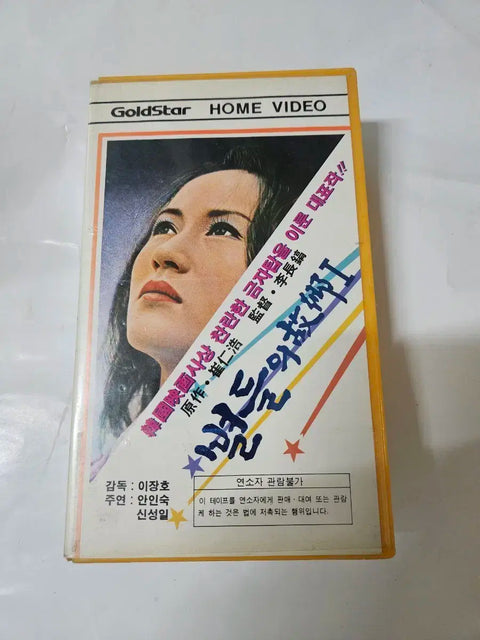 GoldStar HOME VIDEO
韓國映畵사상 찬란한 금자탑을 이룬 대표작!!
原作·崔仁浩 監督·李長鎬
별들의 故鄕 I
감독 : 이장호
주연 : 안인숙
신성일
연소자 관람불가
이 테이프를 연소자에게 판매·대여 또는 관람
케 하는 것은 법에 저촉되는 행위입니다.